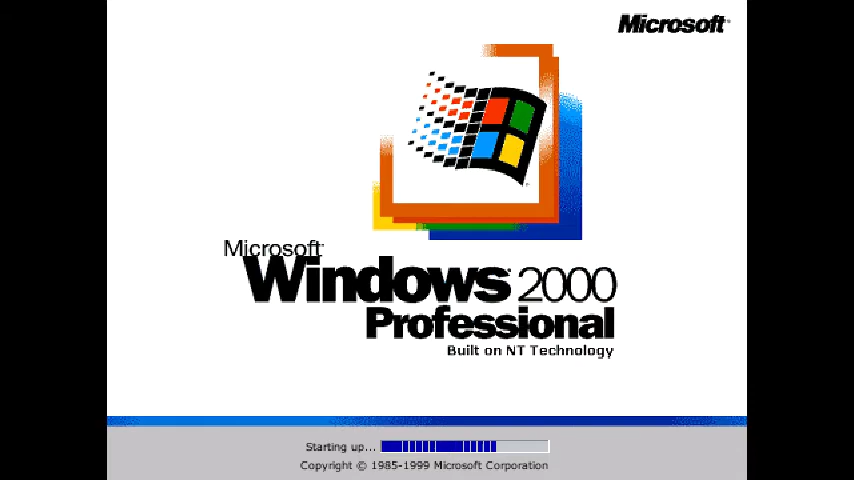 Microsoft
Microsoft
Windows 2000
Professional
Built on NT Technology
Starting up...
Copyright © 1985-1999 Microsoft Corporation